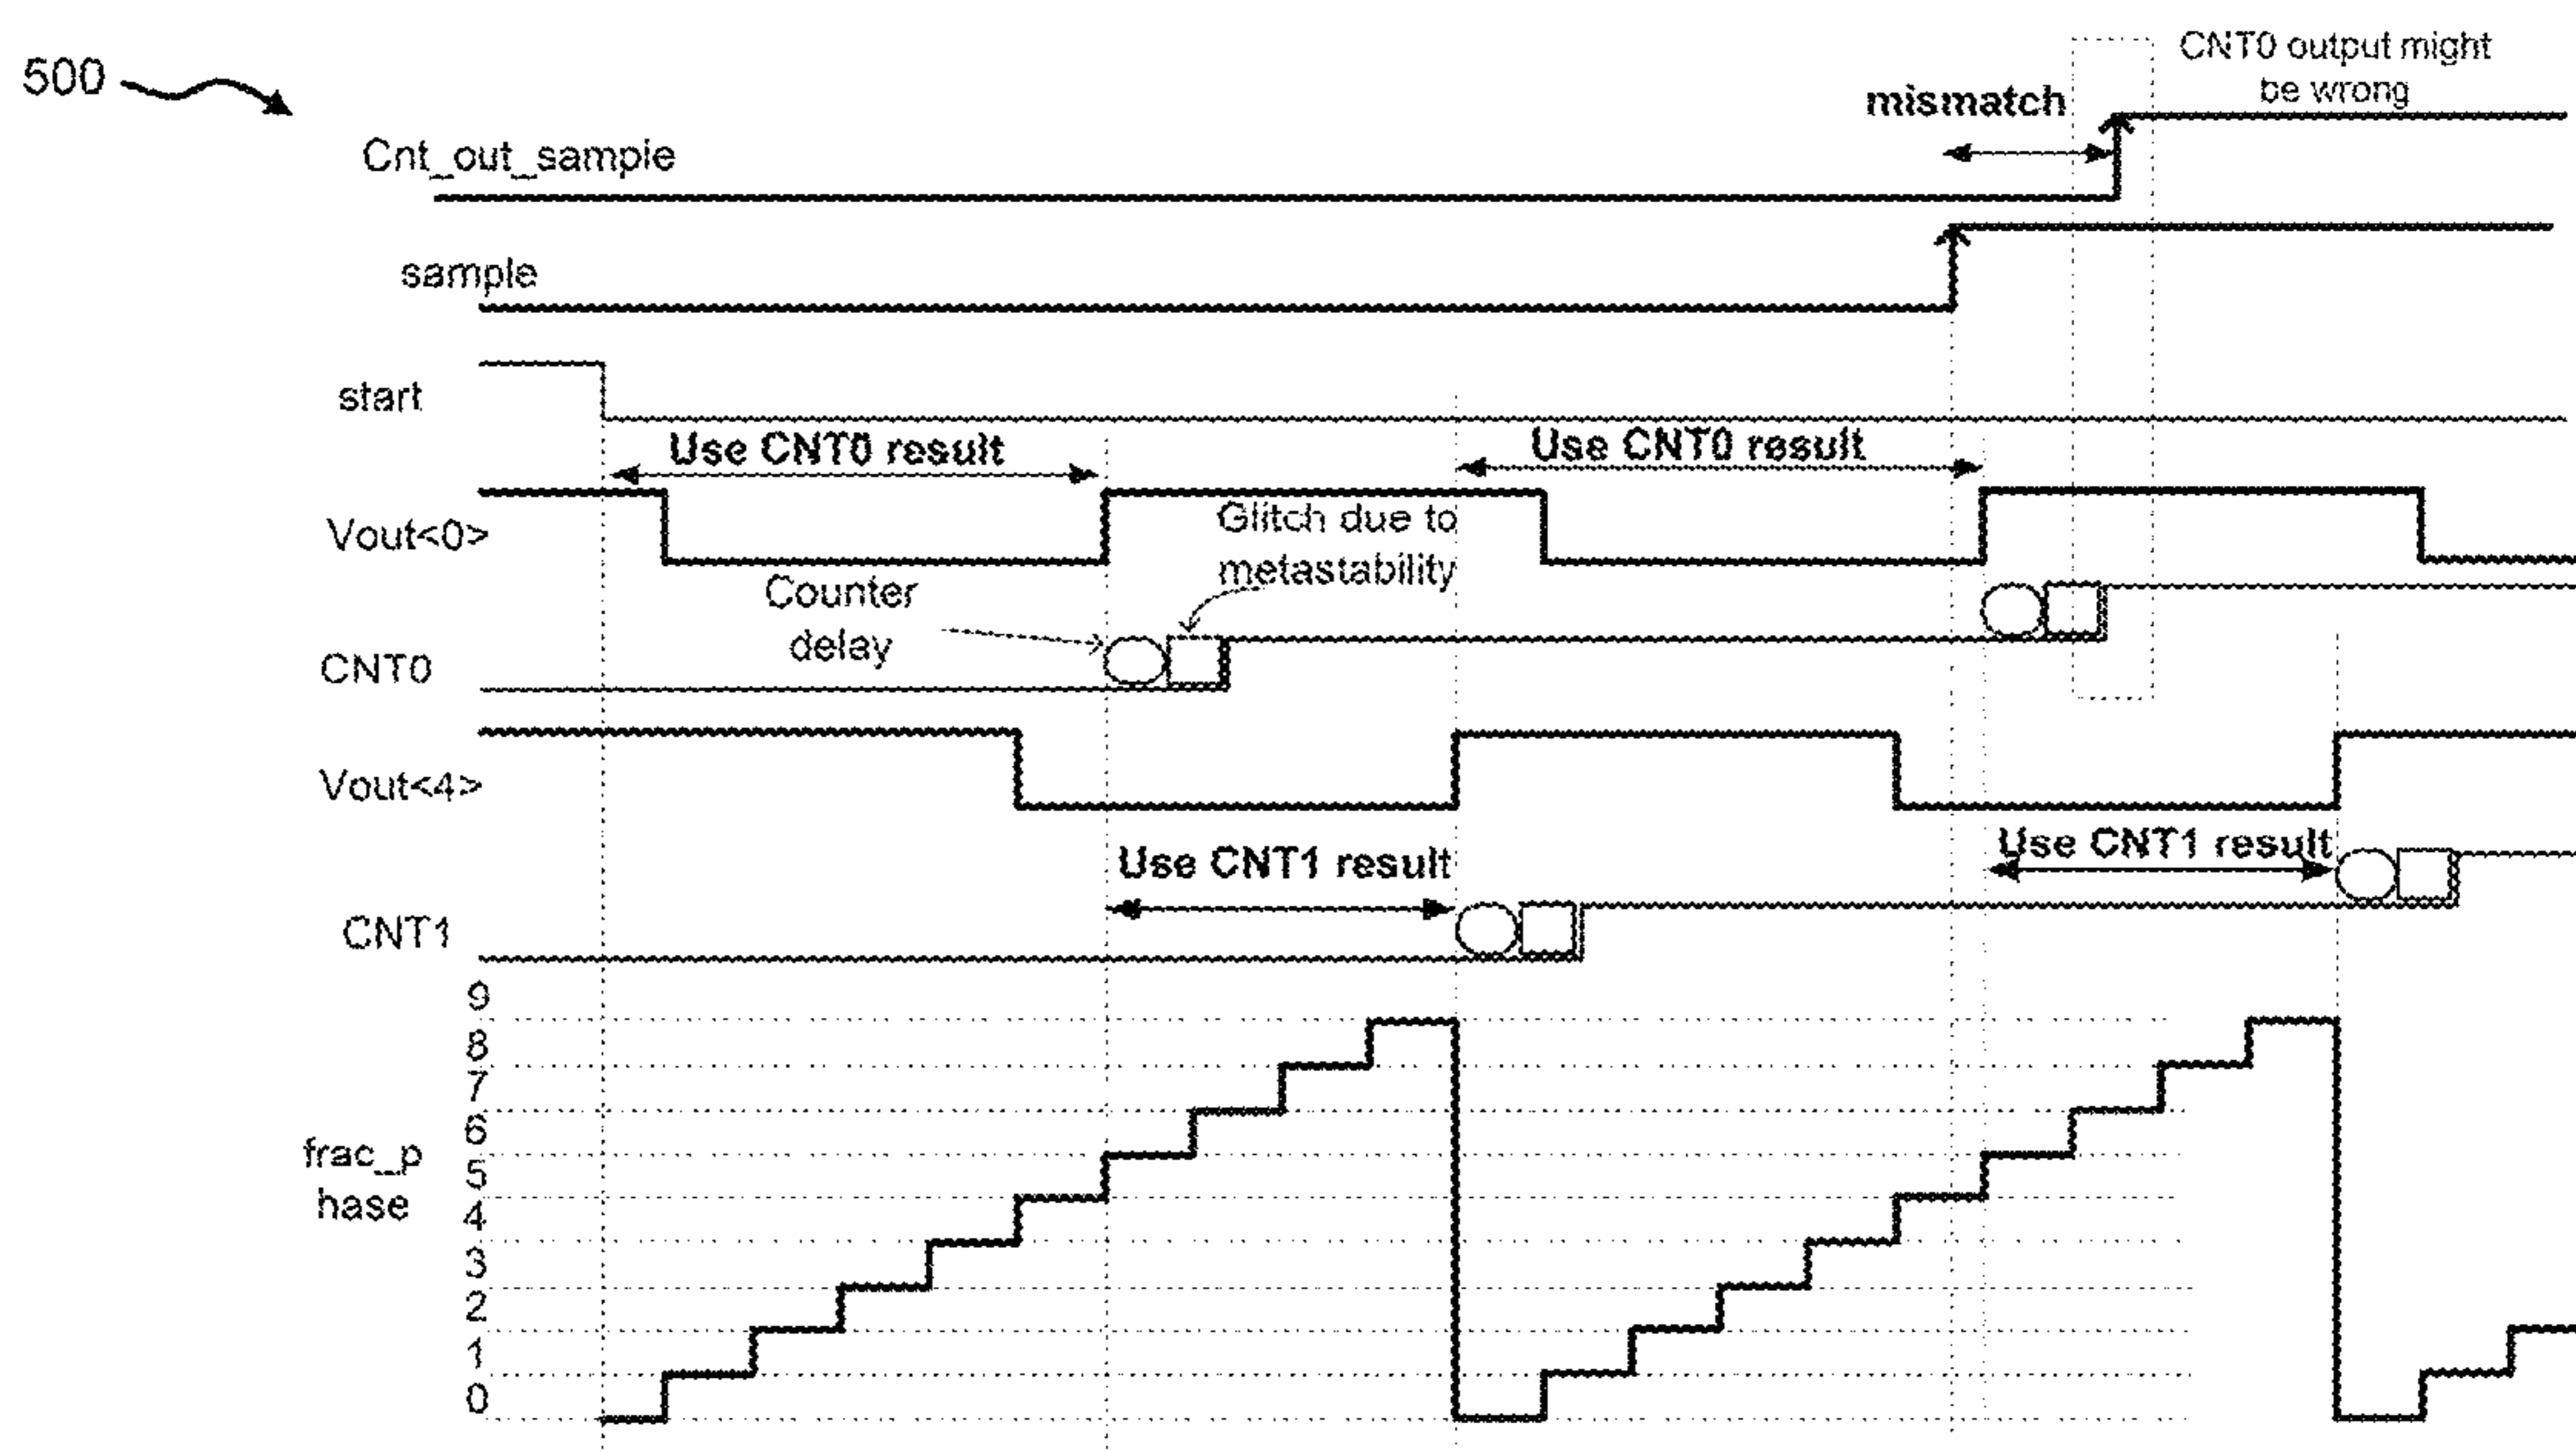 500
CNT0 output might
be wrong
mismatch
Cnt_out_sample
sample
start
Use CNT0 result
Use CNT0 result
Vout<0>
Glitch due to
metastability
Counter
delay
CNT0
Vout<4>
Use CNT1 result
Use CNT1 result
CNT1
9
8
7
6
5
4
3
2
1
0
frac_p
hase